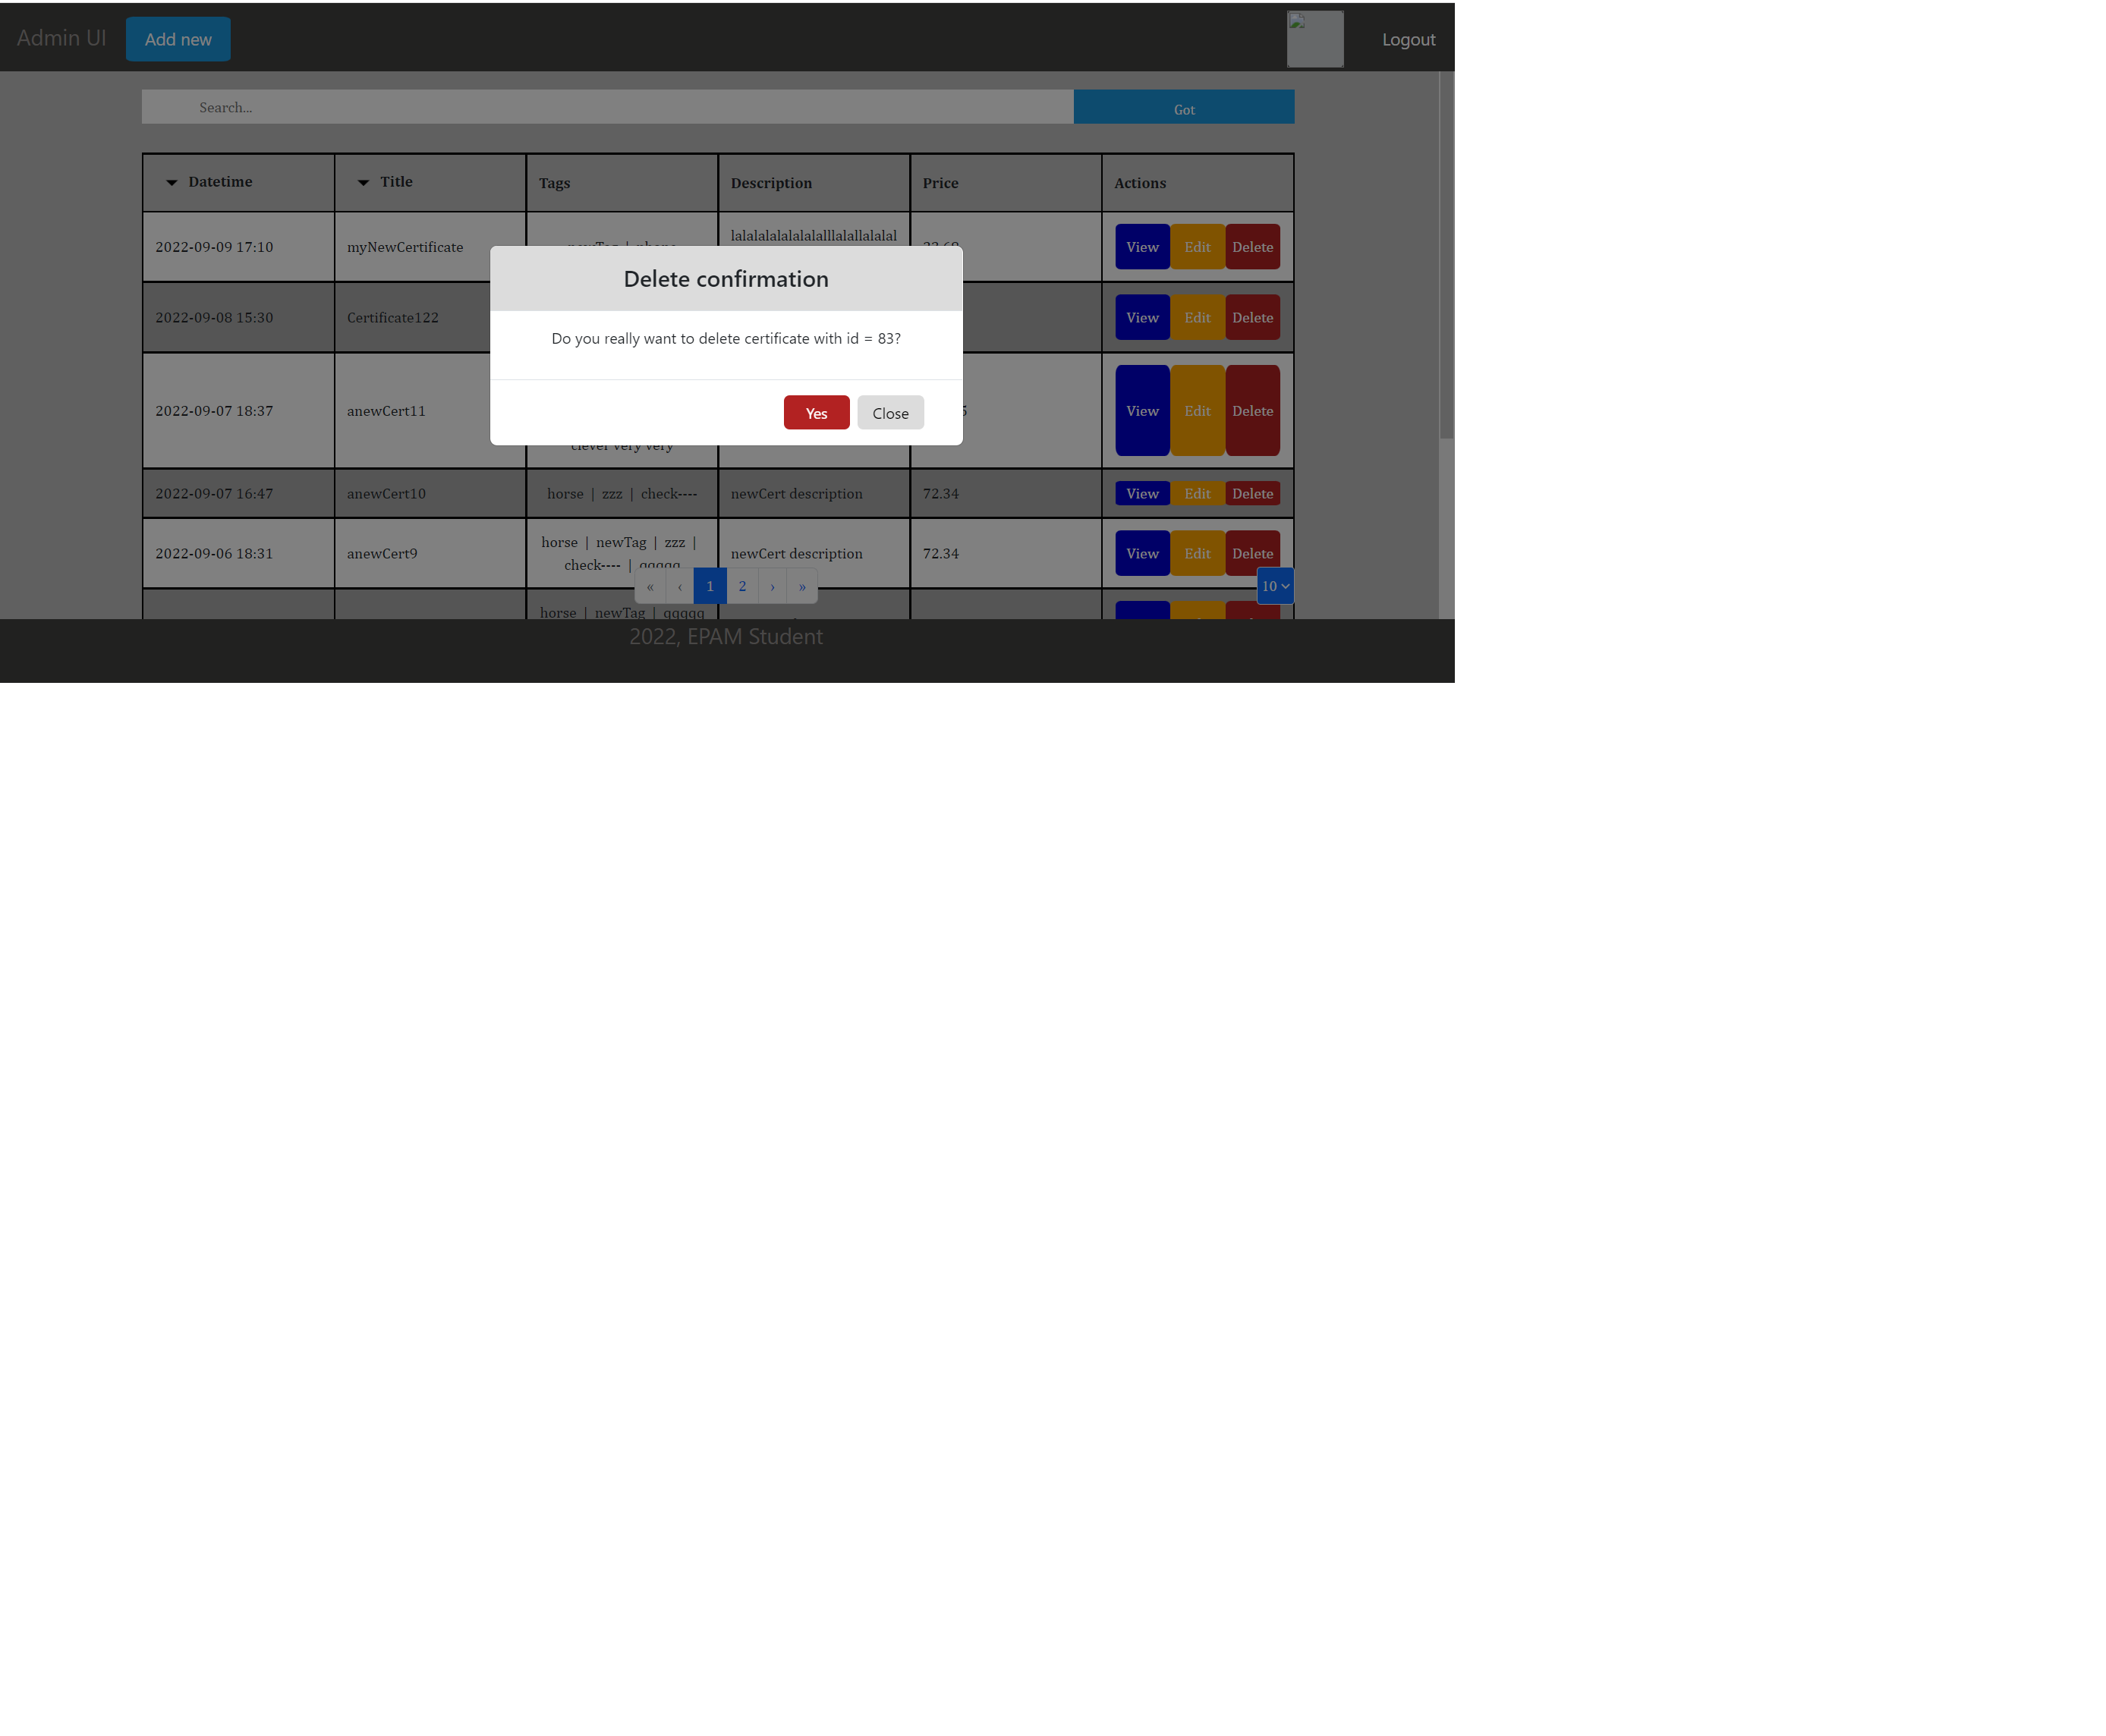 Admin UI Add new Logout
Search... Got
Datetime Title Tags Description Price Actions
lalalalalalalalalllalallalalal
2022-09-09 17:10 myNewCertificate View Edit Delete
Delete confirmation
2022-09-08 15:30 Certificate122 View Edit Delete
Do you really want to delete certificate with id = 83?
2022-09-07 18:37 anewCert11 View Edit Delete
Yes Close
clever very very
2022-09-07 16:47 anewCert10 horse | zzz | check---- newCert description 72.34 View Edit Delete
horse | newTag | zzz |
2022-09-06 18:31 anewCert9 newCert description 72.34 View Edit Delete
check---- | qqqqq
« ‹ 1 2 › » 10
horse | newTag | qqqqq
2022, EPAM Student